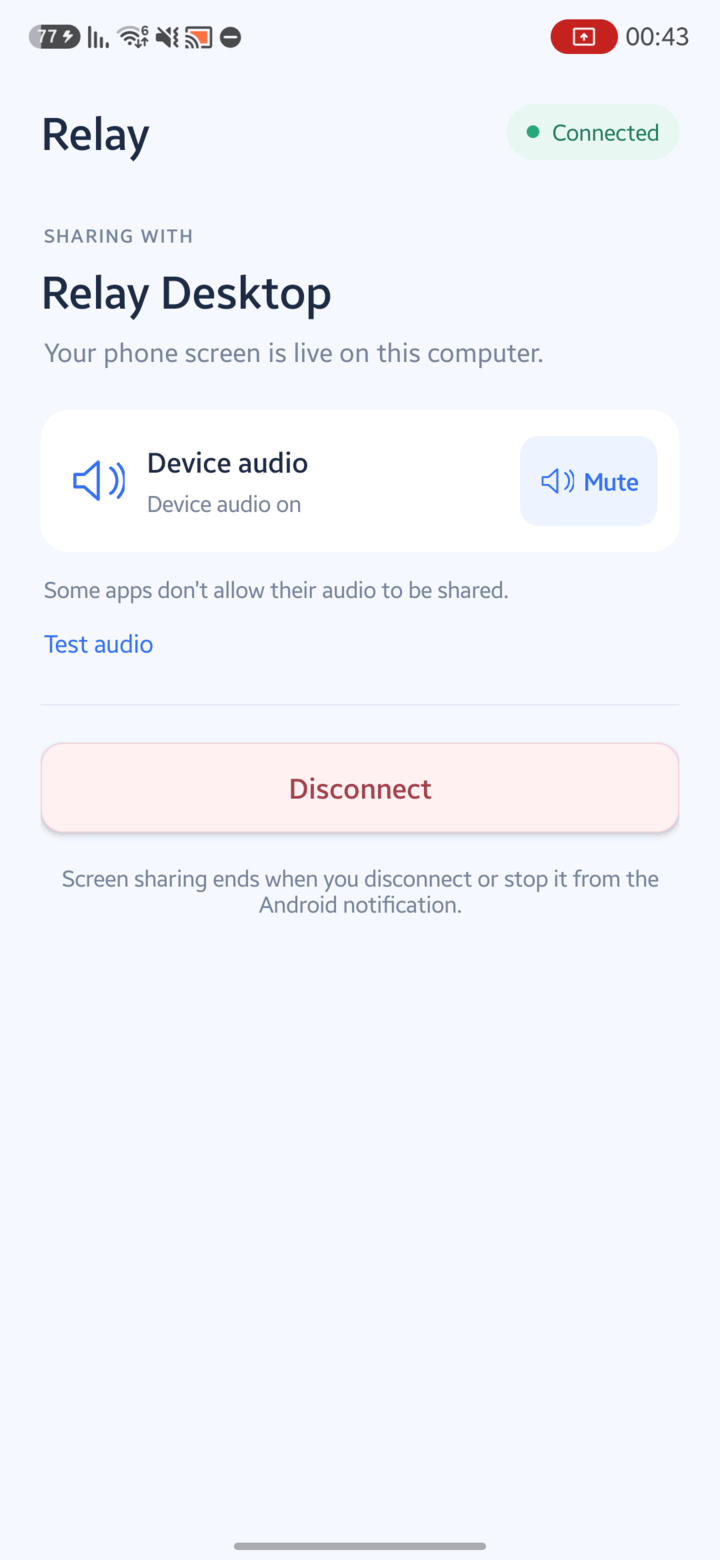 77
6
00:43
Relay
Connected
SHARING WITH
Relay Desktop
Your phone screen is live on this computer.
Device audio
Device audio on
Mute
Some apps don't allow their audio to be shared.
Test audio
Disconnect
Screen sharing ends when you disconnect or stop it from the
Android notification.